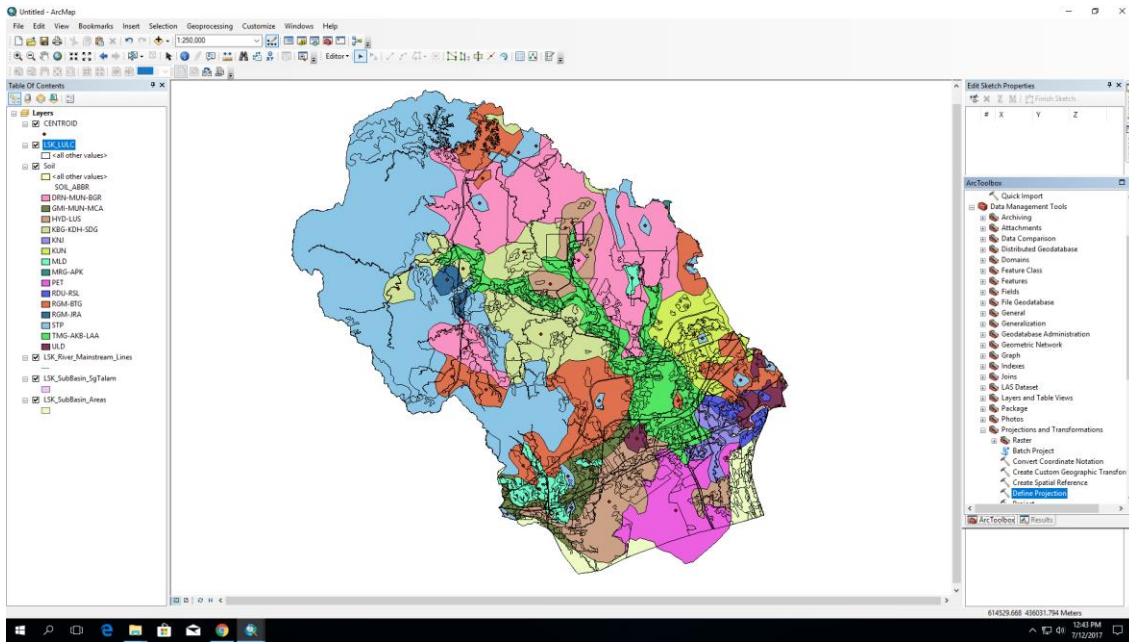 Untitled - ArcMap
File Edit View Bookmarks Insert Selection Geoprocessing Customize Windows Help
1:250,000
Editor
Table Of Contents
Layers
CENTROID
LSK_LULC
<all other values>
Soil
<all other values>
SOIL_ABBR
DRN-MUN-BGR
GMI-MUN-MCA
HYD-LUS
KBG-KDH-SDG
KNJ
KUN
MLD
MRG-APK
PET
RDU-RSL
RGM-BTG
RGM-JRA
STP
TMG-AKB-LAA
ULD
LSK_River_Mainstream_Lines
LSK_SubBasin_SgTalam
LSK_SubBasin_Areas
Edit Sketch Properties
Finish Sketch
# X Y Z
ArcToolbox
Quick Import
Data Management Tools
Archiving
Attachments
Data Comparison
Distributed Geodatabase
Domains
Feature Class
Features
Fields
File Geodatabase
General
Generalization
Geodatabase Administration
Geometric Network
Graph
Indexes
Joins
LAS Dataset
Layers and Table Views
Package
Photos
Projections and Transformations
Raster
Batch Project
Convert Coordinate Notation
Create Custom Geographic Transfor
Create Spatial Reference
Define Projection
ArcToolbox Results
614529.668 436031.794 Meters
12:43 PM
7/12/2017